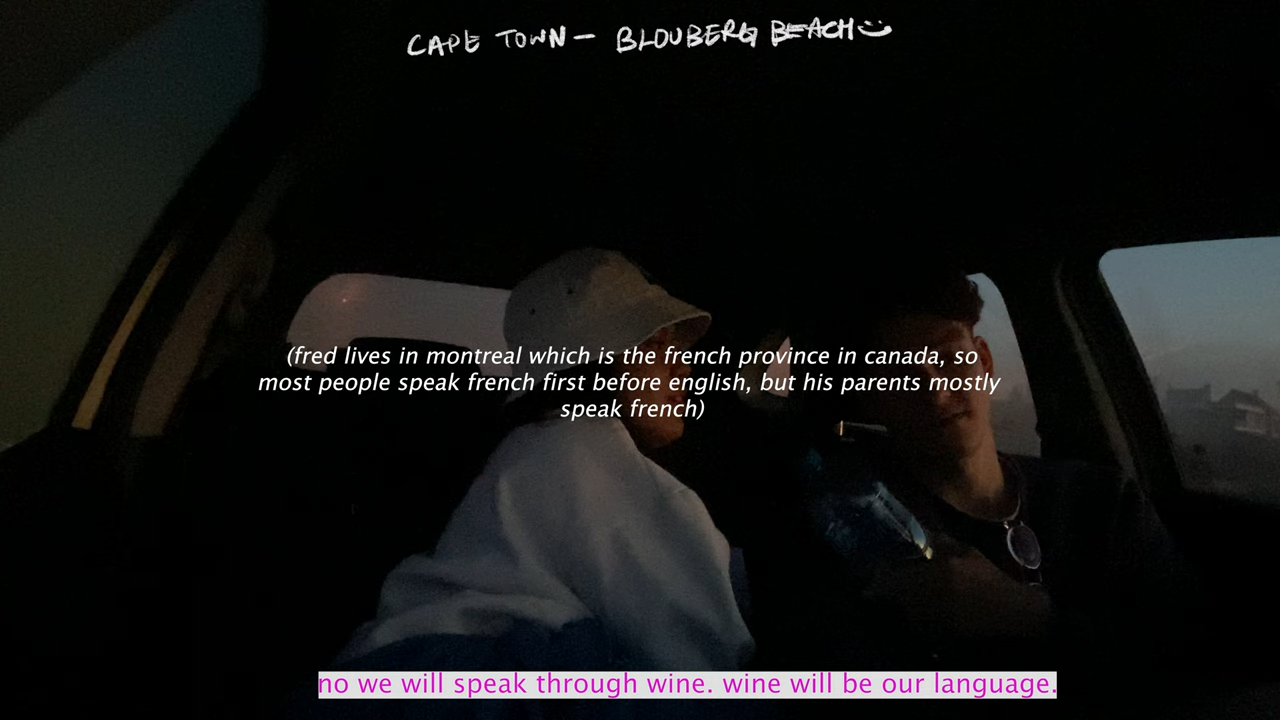 CAPE TOWN - BLOUBERG BEACH
(fred lives in montreal which is the french province in canada, so
most people speak french first before english, but his parents mostly
speak french)
no we will speak through wine. wine will be our language.